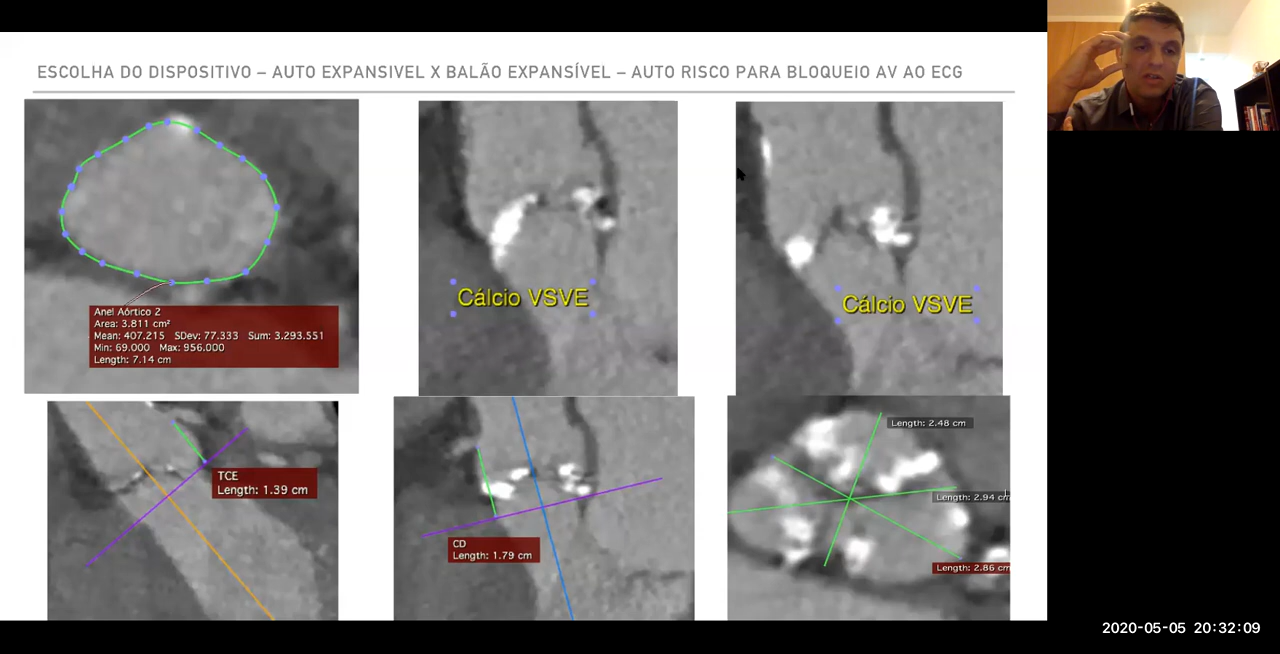 ESCOLHA DO DISPOSITIVO – AUTO EXPANSIVEL X BALÃO EXPANSÍVEL – AUTO RISCO PARA BLOQUEIO AV AO ECG
Anel Aórtico 2
Area: 3.811 cm²
Mean: 407.215 SDev: 77.333 Sum: 3.293.551
Min: 69.000 Max: 956.000
Length: 7.14 cm
Cálcio VSVE
Cálcio VSVE
TCE
Length: 1.39 cm
CD
Length: 1.79 cm
Length: 2.48 cm
Length: 2.94 cm
Length: 2.86 cm
2020-05-05 20:32:09